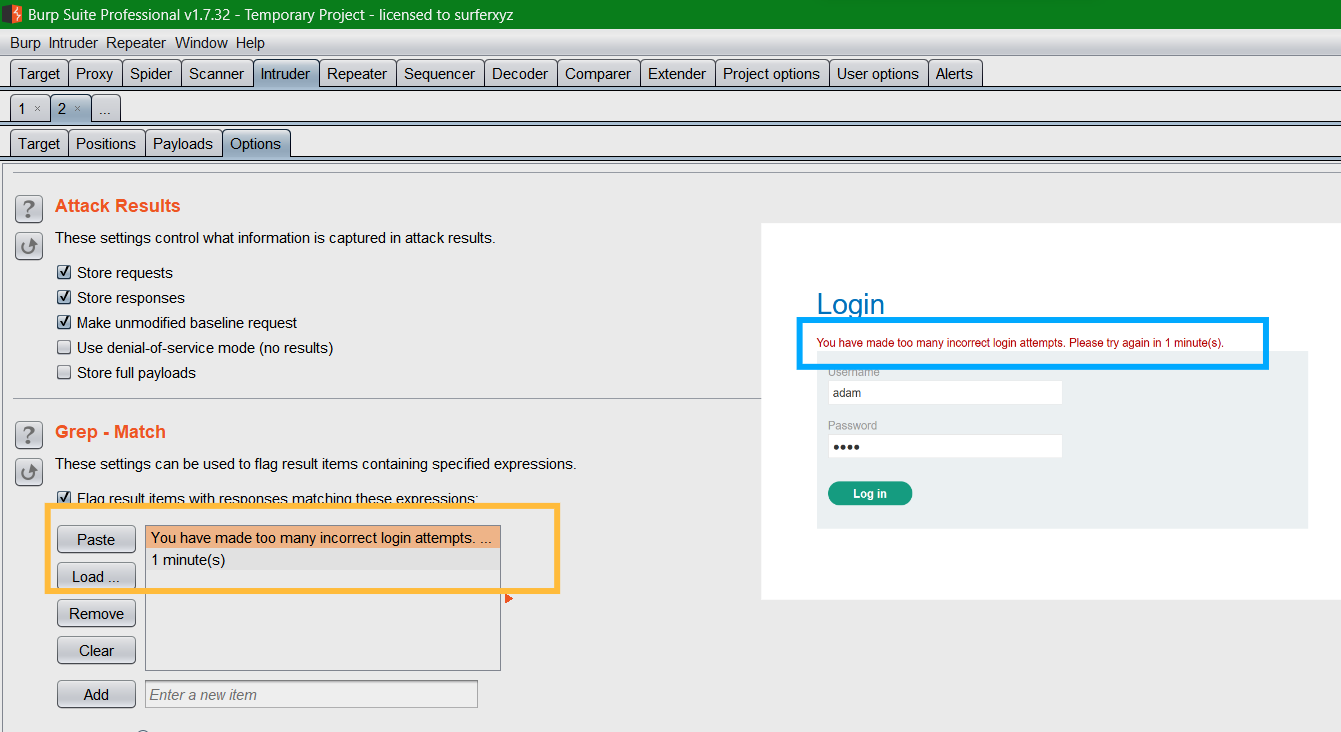 Burp Suite Professional v1.7.32 - Temporary Project - licensed to surferxyz
Burp Intruder Repeater Window Help
Target Proxy Spider Scanner Intruder Repeater Sequencer Decoder Comparer Extender Project options User options Alerts
1 × 2 × ...
Target Positions Payloads Options
? Attack Results
These settings control what information is captured in attack results.
Store requests
Store responses
Make unmodified baseline request
Use denial-of-service mode (no results)
Store full payloads
? Grep - Match
These settings can be used to flag result items containing specified expressions.
Flag result items with responses matching these expressions:
Paste
Load ...
Remove
Clear
Add
You have made too many incorrect login attempts. ...
1 minute(s)
Enter a new item
Login
You have made too many incorrect login attempts. Please try again in 1 minute(s).
Username
adam
Password
••••
Log in